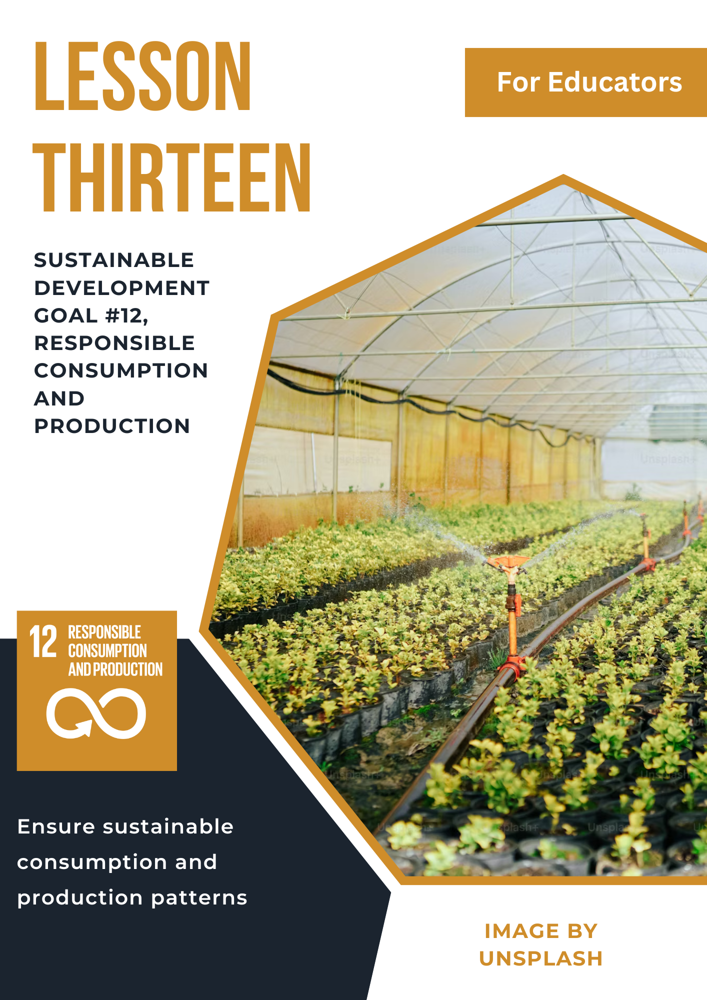 LESSON
THIRTEEN
For Educators
SUSTAINABLE
DEVELOPMENT
GOAL #12,
RESPONSIBLE
CONSUMPTION
AND
PRODUCTION
12 RESPONSIBLE
CONSUMPTION
AND PRODUCTION
Ensure sustainable
consumption and
production patterns
IMAGE BY
UNSPLASH
Unsplash+